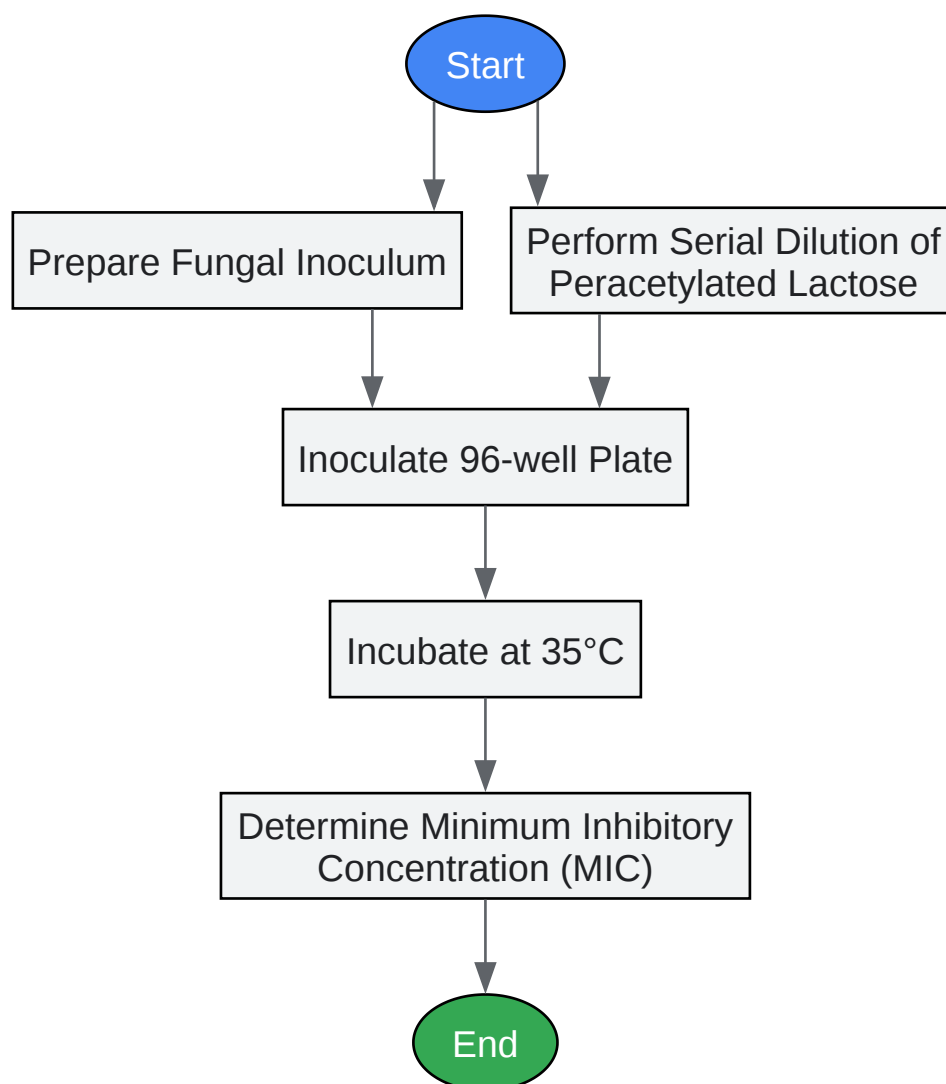 Start
Prepare Fungal Inoculum
Perform Serial Dilution of
Peracetylated Lactose
Inoculate 96-well Plate
Incubate at 35°C
Determine Minimum Inhibitory
Concentration (MIC)
End